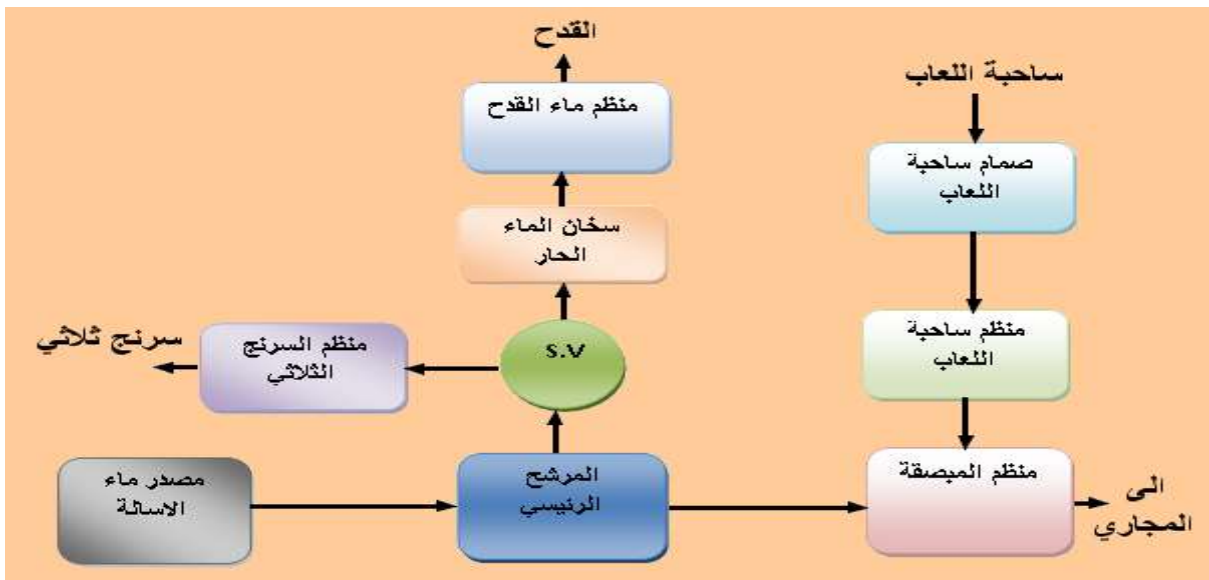 القدح
منظم ماء القدح
سخان الماء
الحار
S.V
منظم السرنج
الثلاثي
سرنج ثلاثي
مصدر ماء
الاسالة
المرشح
الرئيسي
ساحبة اللعاب
صمام ساحبة
اللعاب
منظم ساحبة
اللعاب
منظم المبصقة
الى
المجاري